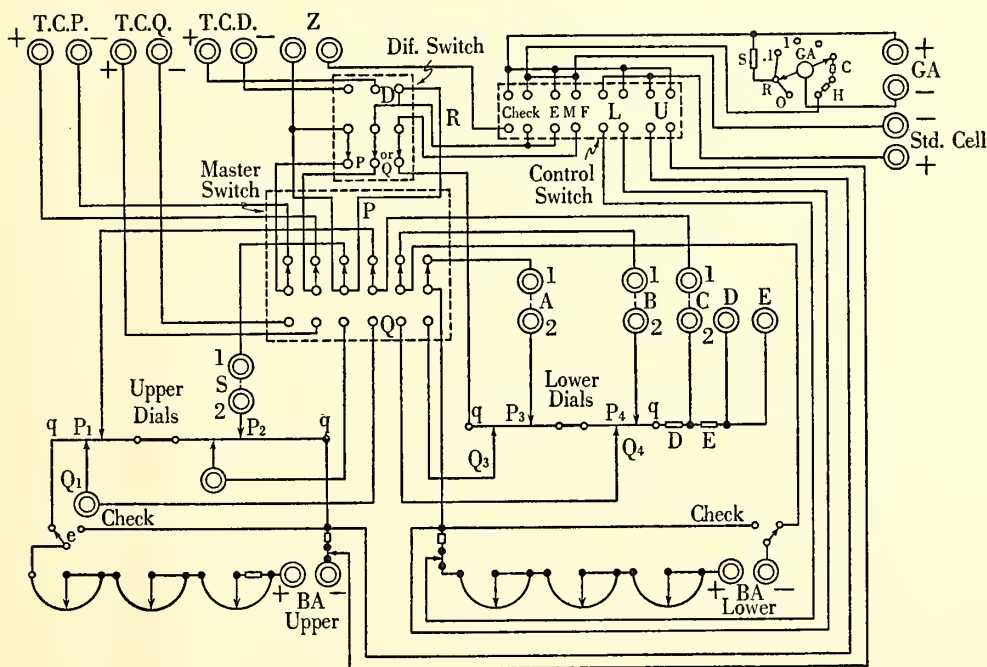 T.C.P. T.C.Q. T.C.D. Z
+ - + - + -
Dif. Switch
D
R
P or Q
Master Switch
P
Q
Check E M F L U
Control Switch
S .1 1 GA C
R O H
+ GA -
- Std. Cell +
1 S 2
1 A 2
1 B 2
1 C 2
D E
Upper Dials
q P1 P2 q
Q1
Check
e
+ BA -
Upper
Lower Dials
q P3 P4 q
Q3 Q4
D E
Check
+ BA -
Lower